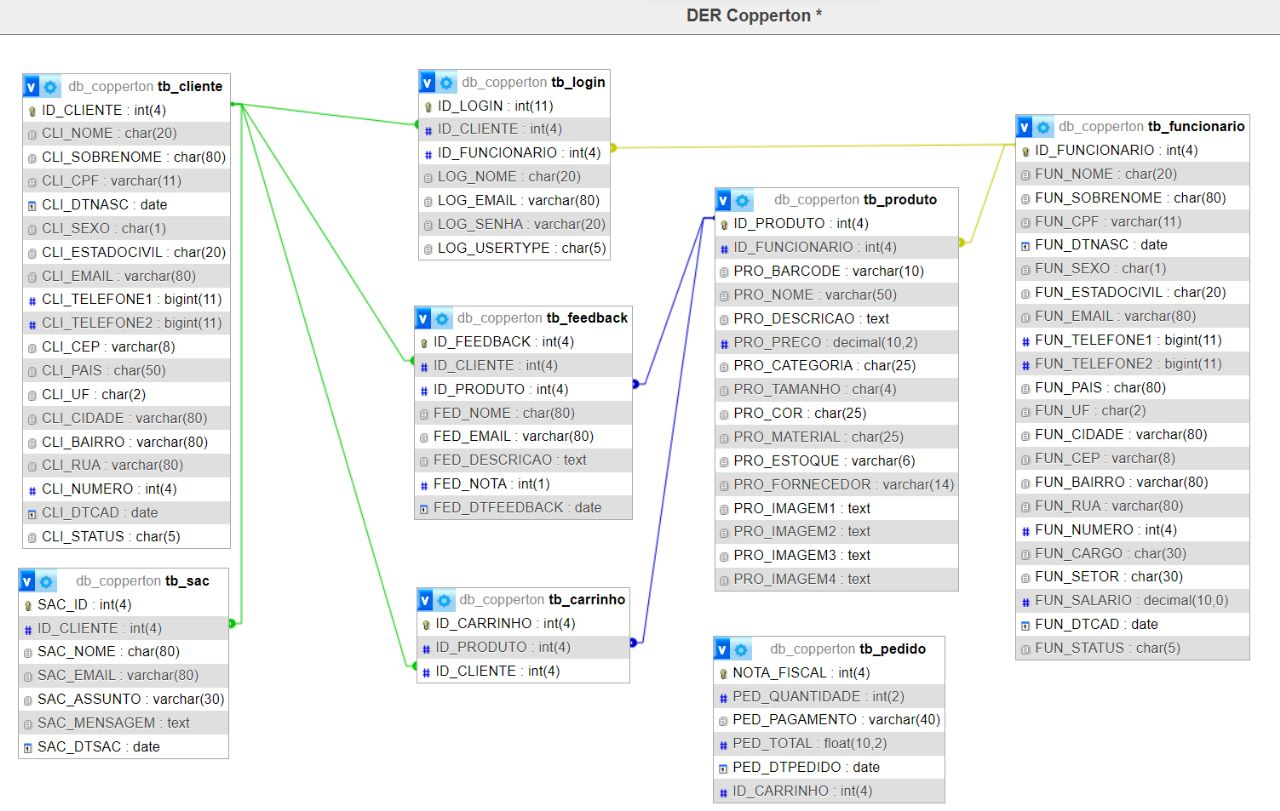 DER Copperton *
v db_copperton tb_cliente
ID_CLIENTE : int(4)
CLI_NOME : char(20)
CLI_SOBRENOME : char(80)
CLI_CPF : varchar(11)
CLI_DTNASC : date
CLI_SEXO : char(1)
CLI_ESTADOCIVIL : char(20)
CLI_EMAIL : varchar(80)
CLI_TELEFONE1 : bigint(11)
CLI_TELEFONE2 : bigint(11)
CLI_CEP : varchar(8)
CLI_PAIS : char(50)
CLI_UF : char(2)
CLI_CIDADE : varchar(80)
CLI_BAIRRO : varchar(80)
CLI_RUA : varchar(80)
CLI_NUMERO : int(4)
CLI_DTCAD : date
CLI_STATUS : char(5)
v db_copperton tb_sac
SAC_ID : int(4)
ID_CLIENTE : int(4)
SAC_NOME : char(80)
SAC_EMAIL : varchar(80)
SAC_ASSUNTO : varchar(30)
SAC_MENSAGEM : text
SAC_DTSAC : date
v db_copperton tb_login
ID_LOGIN : int(11)
ID_CLIENTE : int(4)
ID_FUNCIONARIO : int(4)
LOG_NOME : char(20)
LOG_EMAIL : varchar(80)
LOG_SENHA : varchar(20)
LOG_USERTYPE : char(5)
v db_copperton tb_feedback
ID_FEEDBACK : int(4)
ID_CLIENTE : int(4)
ID_PRODUTO : int(4)
FED_NOME : char(80)
FED_EMAIL : varchar(80)
FED_DESCRICAO : text
FED_NOTA : int(1)
FED_DTFEEDBACK : date
v db_copperton tb_carrinho
ID_CARRINHO : int(4)
ID_PRODUTO : int(4)
ID_CLIENTE : int(4)
v db_copperton tb_produto
ID_PRODUTO : int(4)
ID_FUNCIONARIO : int(4)
PRO_BARCODE : varchar(10)
PRO_NOME : varchar(50)
PRO_DESCRICAO : text
PRO_PRECO : decimal(10,2)
PRO_CATEGORIA : char(25)
PRO_TAMANHO : char(4)
PRO_COR : char(25)
PRO_MATERIAL : char(25)
PRO_ESTOQUE : varchar(6)
PRO_FORNECEDOR : varchar(14)
PRO_IMAGEM1 : text
PRO_IMAGEM2 : text
PRO_IMAGEM3 : text
PRO_IMAGEM4 : text
v db_copperton tb_pedido
NOTA_FISCAL : int(4)
PED_QUANTIDADE : int(2)
PED_PAGAMENTO : varchar(40)
PED_TOTAL : float(10,2)
PED_DTPEDIDO : date
ID_CARRINHO : int(4)
v db_copperton tb_funcionario
ID_FUNCIONARIO : int(4)
FUN_NOME : char(20)
FUN_SOBRENOME : char(80)
FUN_CPF : varchar(11)
FUN_DTNASC : date
FUN_SEXO : char(1)
FUN_ESTADOCIVIL : char(20)
FUN_EMAIL : varchar(80)
FUN_TELEFONE1 : bigint(11)
FUN_TELEFONE2 : bigint(11)
FUN_PAIS : char(80)
FUN_UF : char(2)
FUN_CIDADE : varchar(80)
FUN_CEP : varchar(8)
FUN_BAIRRO : varchar(80)
FUN_RUA : varchar(80)
FUN_NUMERO : int(4)
FUN_CARGO : char(30)
FUN_SETOR : char(30)
FUN_SALARIO : decimal(10,0)
FUN_DTCAD : date
FUN_STATUS : char(5)